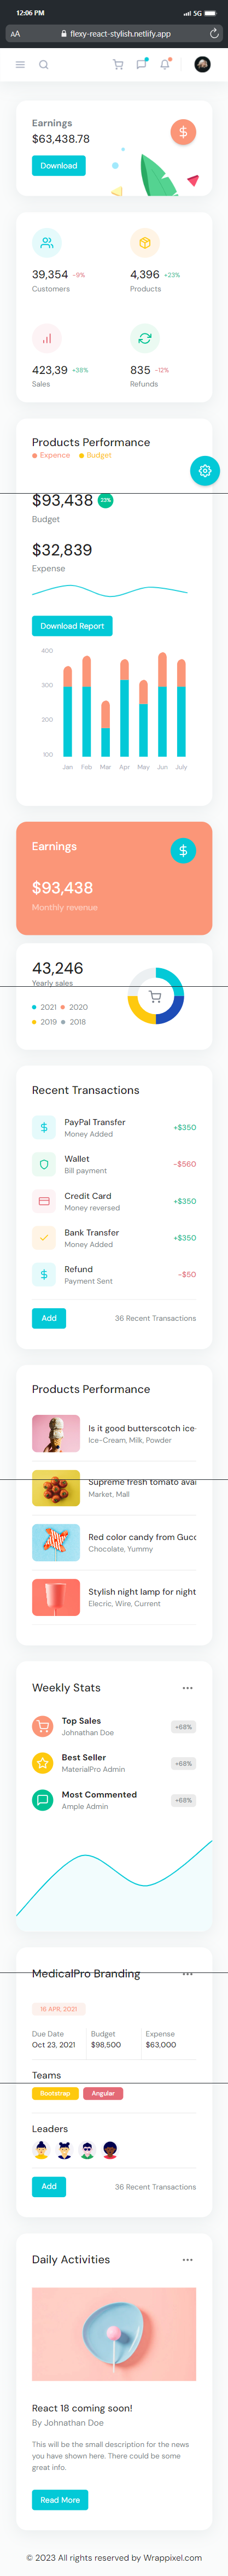 12:06 PM
5G
AA
flexy-react-stylish.netlify.app
Earnings
$63,438.78
Download
39,354 -9%
Customers
4,396 +23%
Products
423,39 +38%
Sales
835 -12%
Refunds
Products Performance
Expence Budget
$93,438 23%
Budget
$32,839
Expense
Download Report
400
300
200
100
Jan Feb Mar Apr May Jun July
Earnings
$93,438
Monthly revenue
43,246
Yearly sales
2021 2020
2019 2018
Recent Transactions
PayPal Transfer
Money Added
+$350
Wallet
Bill payment
-$560
Credit Card
Money reversed
+$350
Bank Transfer
Money Added
+$350
Refund
Payment Sent
-$50
Add
36 Recent Transactions
Products Performance
Is it good butterscotch ice-
Ice-Cream, Milk, Powder
Supreme fresh tomato avai
Market, Mall
Red color candy from Gucc
Chocolate, Yummy
Stylish night lamp for night
Elecric, Wire, Current
Weekly Stats
Top Sales
Johnathan Doe
+68%
Best Seller
MaterialPro Admin
+68%
Most Commented
Ample Admin
+68%
MedicalPro Branding
16 APR, 2021
Due Date Budget Expense
Oct 23, 2021 $98,500 $63,000
Teams
Bootstrap Angular
Leaders
Add
36 Recent Transactions
Daily Activities
React 18 coming soon!
By Johnathan Doe
This will be the small description for the news
you have shown here. There could be some
great info.
Read More
© 2023 All rights reserved by Wrappixel.com